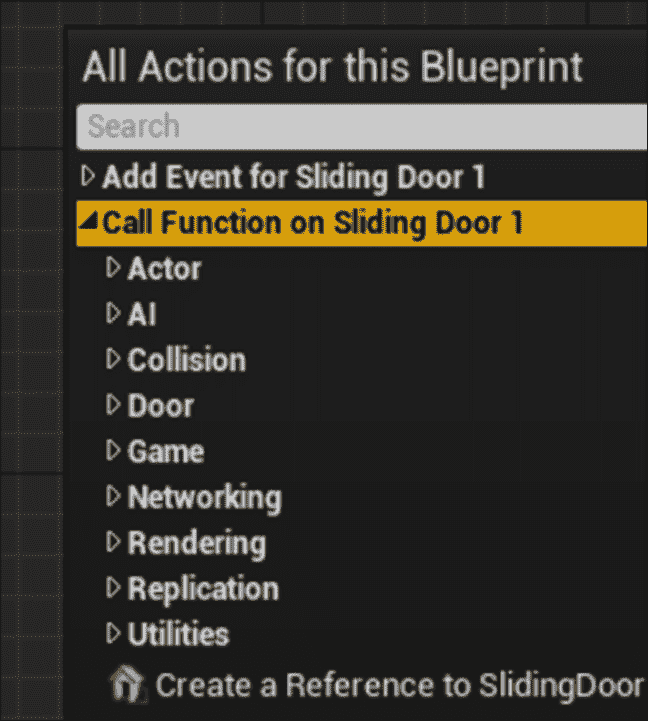 All Actions for this Blueprint
Search
Add Event for Sliding Door 1
Call Function on Sliding Door 1
Actor
AI
Collision
Door
Game
Networking
Rendering
Replication
Utilities
Create a Reference to SlidingDoor